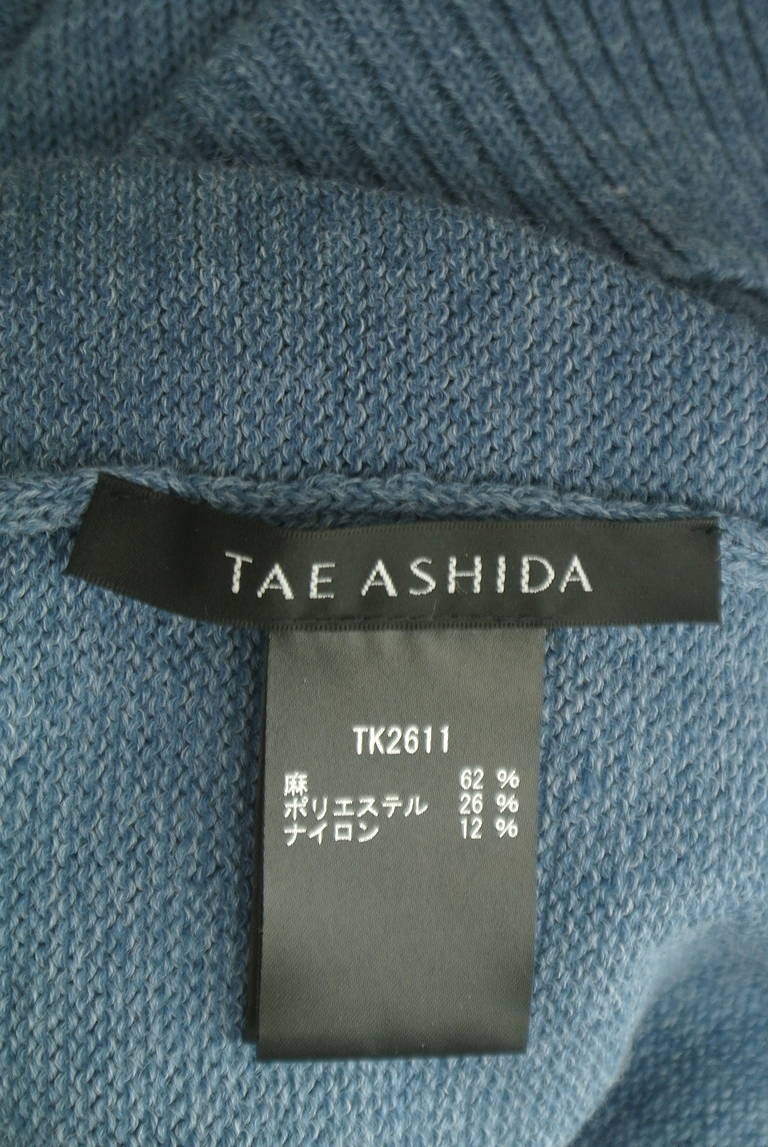 TAE ASHIDA
TK2611
麻 62 %
ポリエステル 26 %
ナイロン 12 %